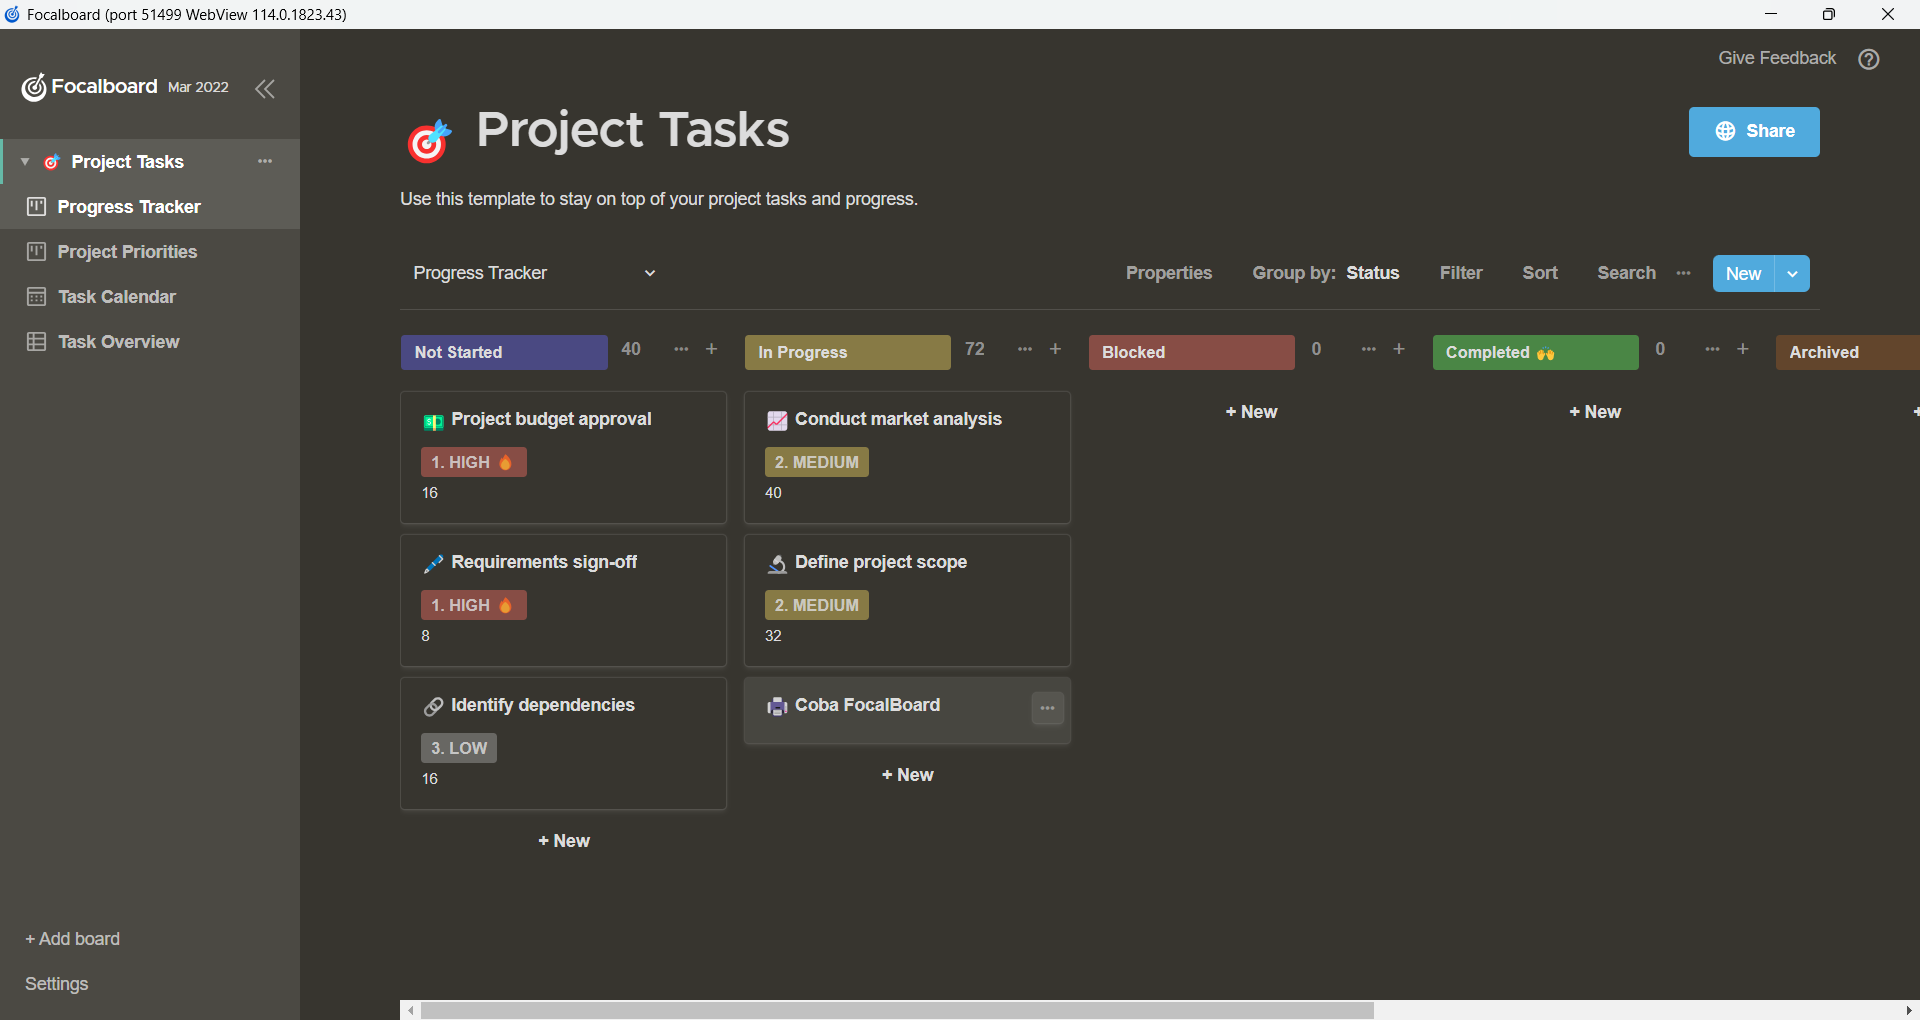 Focalboard (port 51499 WebView 114.0.1823.43)
Give Feedback
Focalboard Mar 2022
Project Tasks
Progress Tracker
Project Priorities
Task Calendar
Task Overview
+ Add board
Settings
Project Tasks
Share
Use this template to stay on top of your project tasks and progress.
Progress Tracker
Properties Group by: Status Filter Sort Search ··· New
Not Started 40 ··· +
Project budget approval
1. HIGH 🔥
16
Requirements sign-off
1. HIGH 🔥
8
Identify dependencies
3. LOW
16
+ New
In Progress 72 ··· +
Conduct market analysis
2. MEDIUM
40
Define project scope
2. MEDIUM
32
Coba FocalBoard
+ New
Blocked 0 ··· +
+ New
Completed 🙌 0 ··· +
+ New
Archived
+